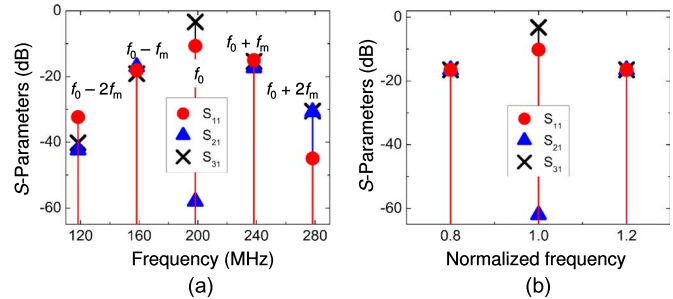 (a)
S-Parameters (dB)
0
-20
-40
-60
f₀ – 2fₘ
f₀ – fₘ
f₀
f₀ + fₘ
f₀ + 2fₘ
S₁₁
S₂₁
S₃₁
120 160 200 240 280
Frequency (MHz)
(a)
(b)
S-Parameters (dB)
0
-20
-40
-60
S₁₁
S₂₁
S₃₁
0.8 1.0 1.2
Normalized frequency
(b)